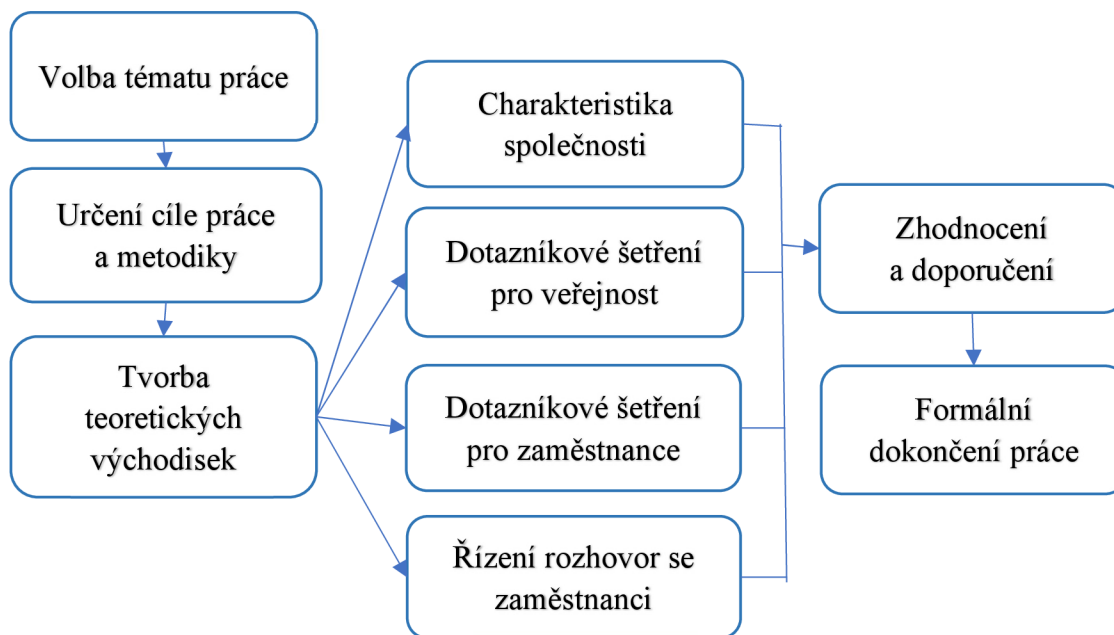 Volba tématu práce
Určení cíle práce
a metodiky
Tvorba
teoretických
východisek
Charakteristika
společnosti
Dotazníkové šetření
pro veřejnost
Dotazníkové šetření
pro zaměstnance
Řízení rozhovor se
zaměstnanci
Zhodnocení
a doporučení
Formální
dokončení práce